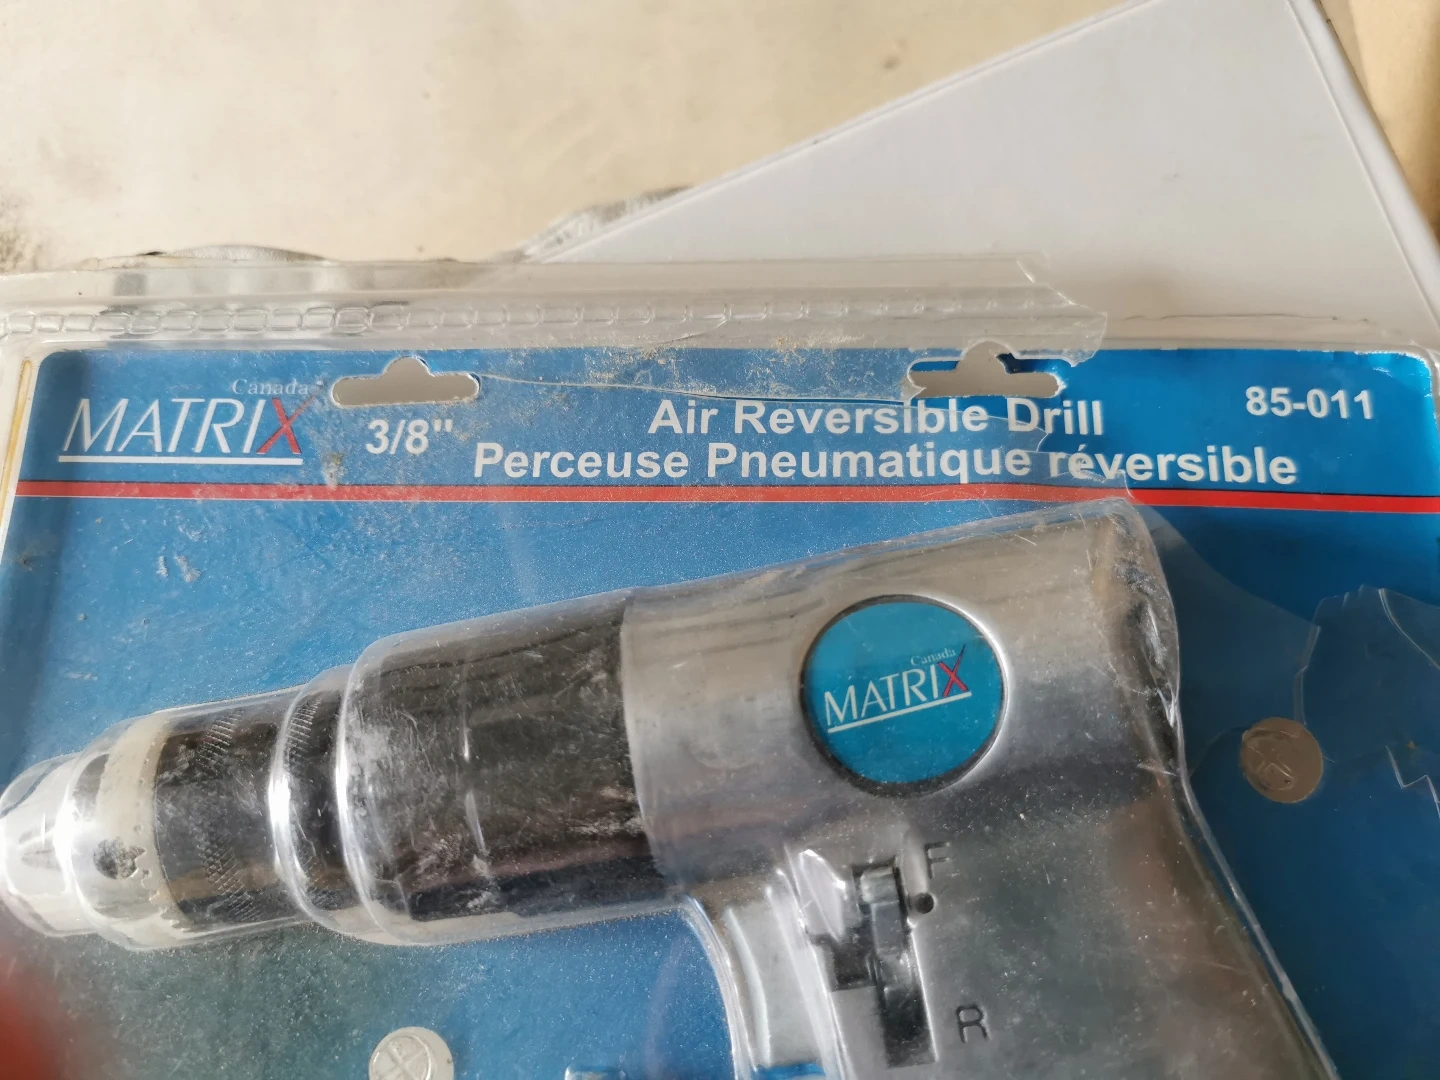 Canada
MATRIX
3/8"
Air Reversible Drill
85-011
Perceuse Pneumatique réversible
Canada
MATRIX
F
R